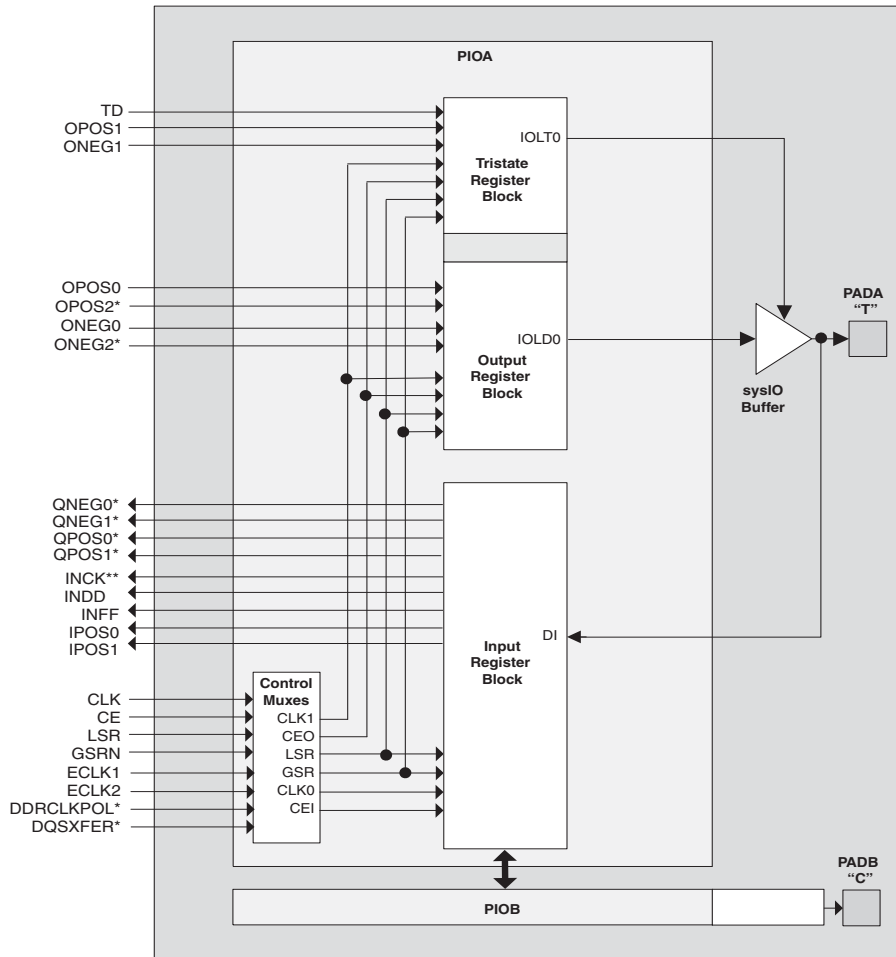 PIOA
TD
OPOS1
ONEG1
IOLT0
Tristate
Register
Block
OPOS0
OPOS2*
ONEG0
ONEG2*
IOLD0
Output
Register
Block
PADA
“T”
sysIO
Buffer
QNEG0*
QNEG1*
QPOS0*
QPOS1*
INCK**
INDD
INFF
IPOS0
IPOS1
DI
Input
Register
Block
Control
Muxes
CLK
CE
LSR
GSRN
ECLK1
ECLK2
DDRCLKPOL*
DQSXFER*
CLK1
CEO
LSR
GSR
CLK0
CEI
PADB
“C”
PIOB